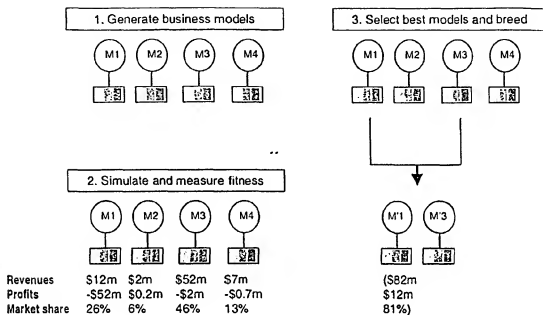 1. Generate business models
M1 M2 M3 M4
2. Simulate and measure fitness
M1 M2 M3 M4
Revenues $12m $2m $52m $7m
Profits -$52m $0.2m -$2m -$0.7m
Market share 26% 6% 46% 13%
3. Select best models and breed
M1 M2 M3 M4
M'1 M'3
($82m
$12m
81%)